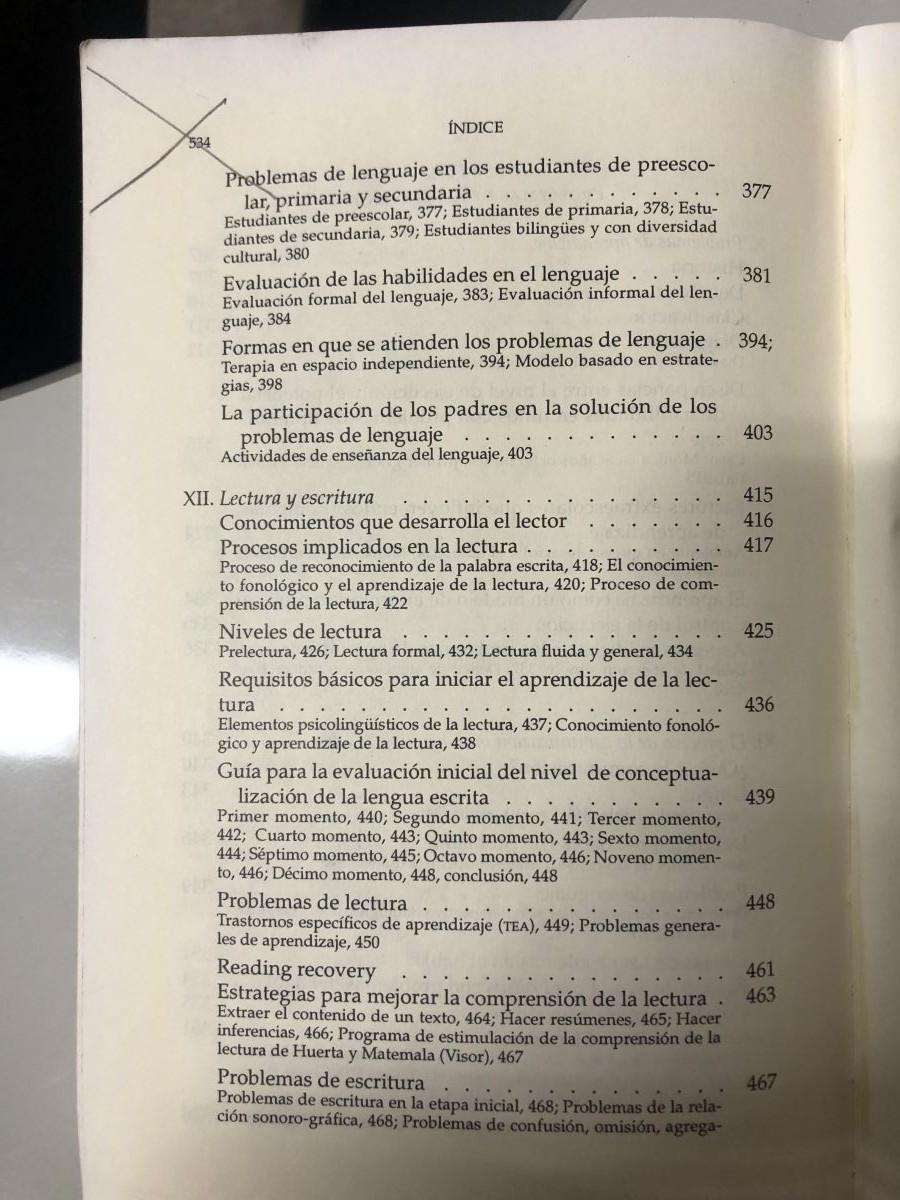 ÍNDICE
534
Problemas de lenguaje en los estudiantes de preesco-
lar, primaria y secundaria . . . . . . . . . . . . 377
Estudiantes de preescolar, 377; Estudiantes de primaria, 378; Estu-
diantes de secundaria, 379; Estudiantes bilingües y con diversidad
cultural, 380
Evaluación de las habilidades en el lenguaje . . . . . 381
Evaluación formal del lenguaje, 383; Evaluación informal del len-
guaje, 384
Formas en que se atienden los problemas de lenguaje . 394;
Terapia en espacio independiente, 394; Modelo basado en estrate-
gias, 398
La participación de los padres en la solución de los
problemas de lenguaje . . . . . . . . . . . . . 403
Actividades de enseñanza del lenguaje, 403
XII. Lectura y escritura . . . . . . . . . . . . . . . . 415
Conocimientos que desarrolla el lector . . . . . . . 416
Procesos implicados en la lectura . . . . . . . . . . 417
Proceso de reconocimiento de la palabra escrita, 418; El conocimien-
to fonológico y el aprendizaje de la lectura, 420; Proceso de com-
prensión de la lectura, 422
Niveles de lectura . . . . . . . . . . . . . . . . 425
Prelectura, 426; Lectura formal, 432; Lectura fluida y general, 434
Requisitos básicos para iniciar el aprendizaje de la lec-
tura . . . . . . . . . . . . . . . . . . . . . . 436
Elementos psicolingüísticos de la lectura, 437; Conocimiento fonoló-
gico y aprendizaje de la lectura, 438
Guía para la evaluación inicial del nivel de conceptua-
lización de la lengua escrita . . . . . . . . . . . 439
Primer momento, 440; Segundo momento, 441; Tercer momento,
442; Cuarto momento, 443; Quinto momento, 443; Sexto momento,
444; Séptimo momento, 445; Octavo momento, 446; Noveno momen-
to, 446; Décimo momento, 448, conclusión, 448
Problemas de lectura . . . . . . . . . . . . . . . 448
Trastornos específicos de aprendizaje (TEA), 449; Problemas genera-
les de aprendizaje, 450
Reading recovery . . . . . . . . . . . . . . . . 461
Estrategias para mejorar la comprensión de la lectura . 463
Extraer el contenido de un texto, 464; Hacer resúmenes, 465; Hacer
inferencias, 466; Programa de estimulación de la comprensión de la
lectura de Huerta y Matemala (Visor), 467
Problemas de escritura . . . . . . . . . . . . . . 467
Problemas de escritura en la etapa inicial, 468; Problemas de la rela-
ción sonoro-gráfica, 468; Problemas de confusión, omisión, agrega-